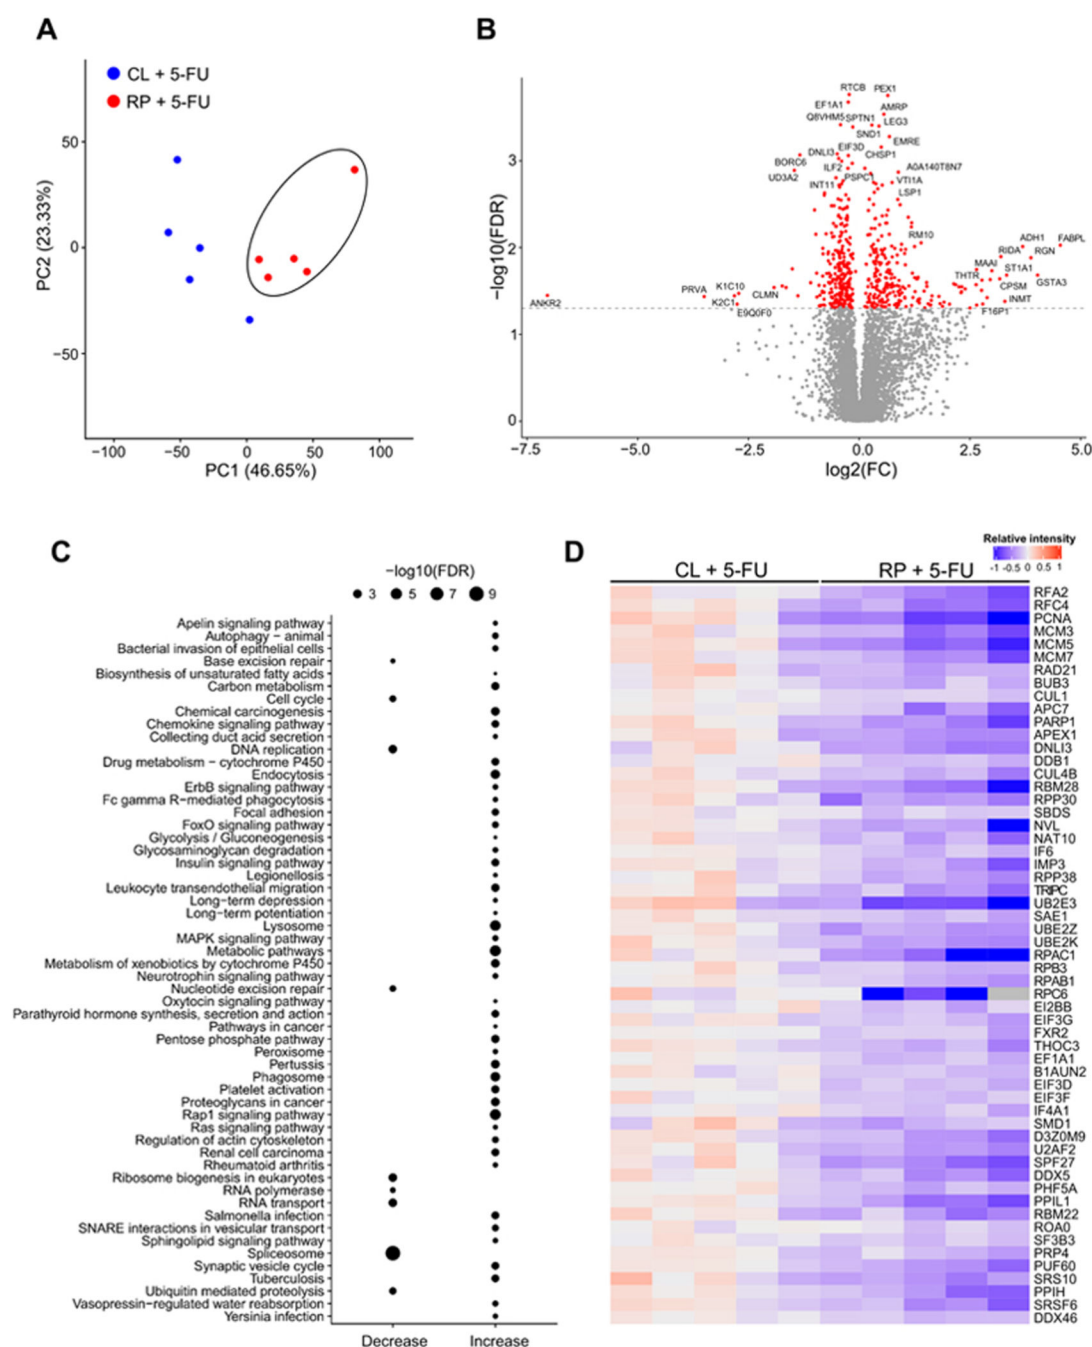 A
CL + 5-FU
RP + 5-FU
PC2 (23.33%)
50
0
−50
−100
−50
0
50
100
PC1 (46.65%)
B
−log10(FDR)
3
2
1
0
−7.5
−5.0
−2.5
0.0
2.5
5.0
log2(FC)
RTCB
PEX1
EF1A1
AMRP
Q8VHM5
SPTN1
LEG3
SND1
EMRE
DNLI3
EIF3D
CHSP1
BORC6
ILF2
A0A140T8N7
UD3A2
PSPC1
VTI1A
INT11
LSP1
RM10
ADH1
FABPL
RIDA
RGN
MAAI
ST1A1
THTR
GSTA3
CPSM
INMT
F16P1
PRVA
K1C10
CLMN
K2C1
E9Q0F0
ANKR2
C
−log10(FDR)
3 5 7 9
Apelin signaling pathway
Autophagy − animal
Bacterial invasion of epithelial cells
Base excision repair
Biosynthesis of unsaturated fatty acids
Carbon metabolism
Cell cycle
Chemical carcinogenesis
Chemokine signaling pathway
Collecting duct acid secretion
DNA replication
Drug metabolism − cytochrome P450
Endocytosis
ErbB signaling pathway
Fc gamma R−mediated phagocytosis
Focal adhesion
FoxO signaling pathway
Glycolysis / Gluconeogenesis
Glycosaminoglycan degradation
Insulin signaling pathway
Legionellosis
Leukocyte transendothelial migration
Long−term depression
Long−term potentiation
Lysosome
MAPK signaling pathway
Metabolic pathways
Metabolism of xenobiotics by cytochrome P450
Neurotrophin signaling pathway
Nucleotide excision repair
Oxytocin signaling pathway
Parathyroid hormone synthesis, secretion and action
Pathways in cancer
Pentose phosphate pathway
Peroxisome
Pertussis
Phagosome
Platelet activation
Proteoglycans in cancer
Rap1 signaling pathway
Ras signaling pathway
Regulation of actin cytoskeleton
Renal cell carcinoma
Rheumatoid arthritis
Ribosome biogenesis in eukaryotes
RNA polymerase
RNA transport
Salmonella infection
SNARE interactions in vesicular transport
Sphingolipid signaling pathway
Spliceosome
Synaptic vesicle cycle
Tuberculosis
Ubiquitin mediated proteolysis
Vasopressin−regulated water reabsorption
Yersinia infection
Decrease
Increase
D
Relative intensity
-1 -0.5 0 0.5 1
CL + 5-FU
RP + 5-FU
RFA2
RFC4
PCNA
MCM3
MCM5
MCM7
RAD21
BUB3
CUL1
APC7
PARP1
APEX1
DNLI3
DDB1
CUL4B
RBM28
RPP30
SBDS
NVL
NAT10
IF6
IMP3
RPP38
TRIPC
UB2E3
SAE1
UBE2Z
UBE2K
RPAC1
RPB3
RPAB1
RPC6
EI2BB
EIF3G
FXR2
THOC3
EF1A1
B1AUN2
EIF3D
EIF3F
IF4A1
SMD1
D3Z0M9
U2AF2
SPF27
DDX5
PHF5A
PPIL1
RBM22
ROA0
SF3B3
PRP4
PUF60
SRS10
PPIH
SRSF6
DDX46